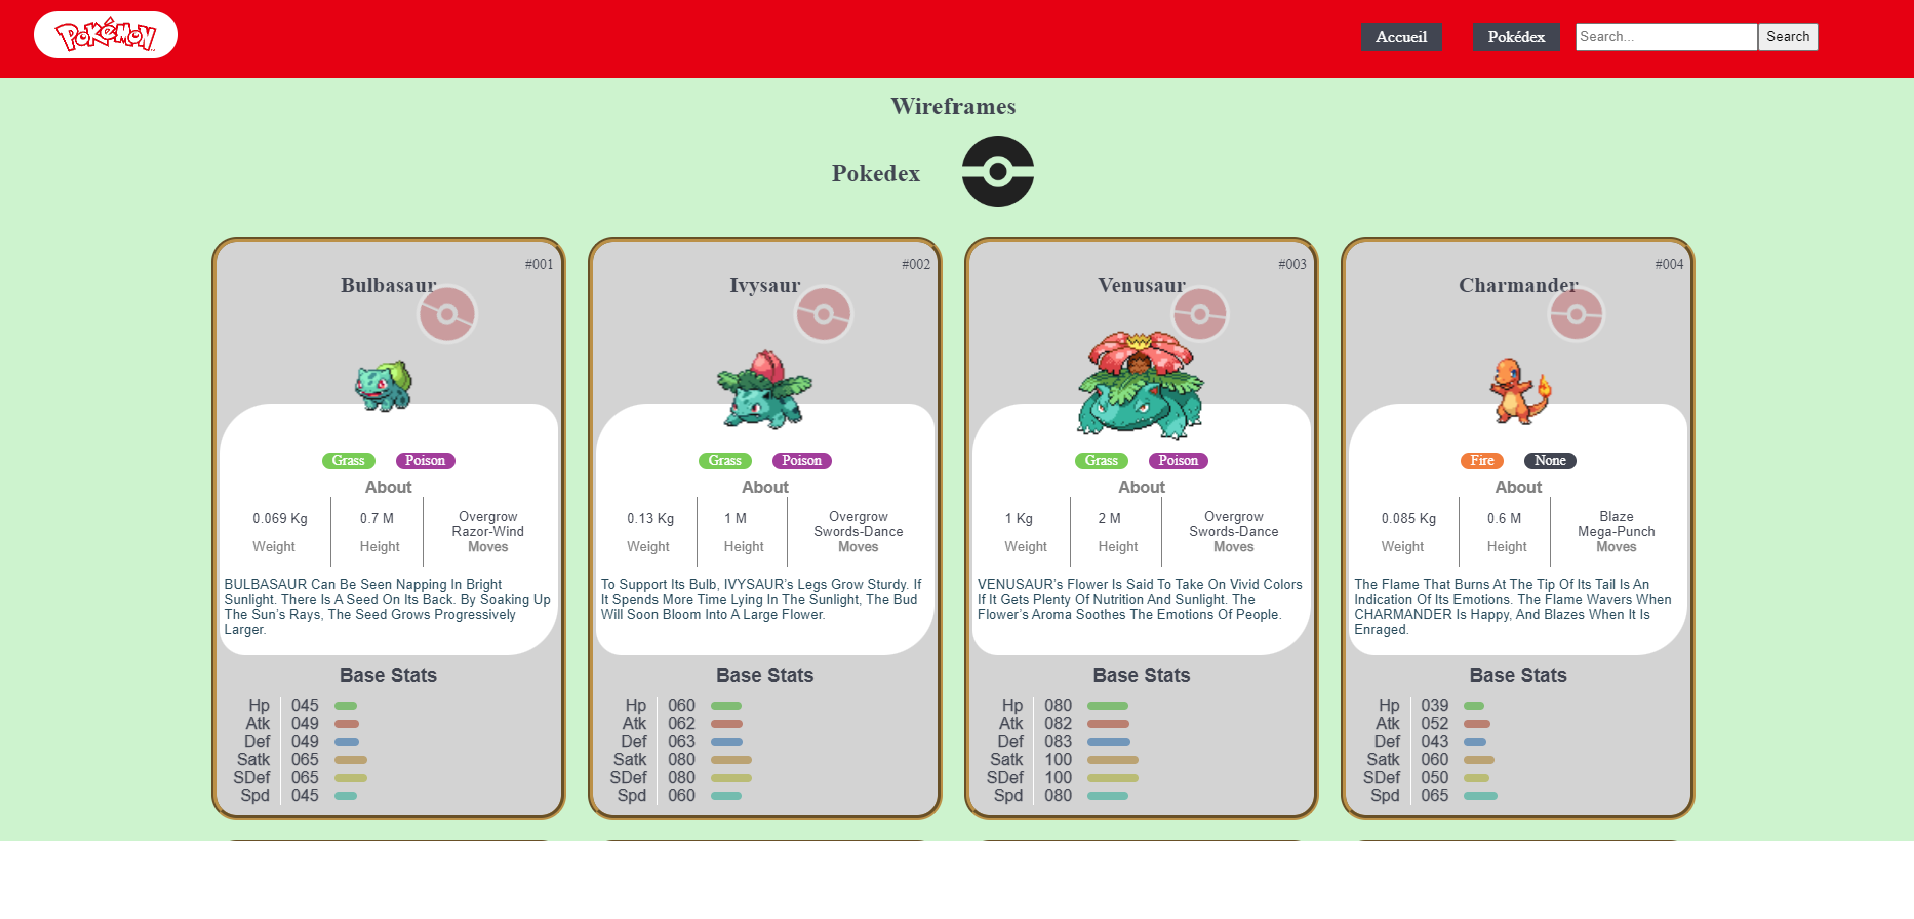 POKéMON
Accueil
Pokédex
Search...
Search
Wireframes
Pokedex
#001
Bulbasaur
Grass
Poison
About
0.069 Kg
Weight
0.7 M
Height
Overgrow
Razor-Wind
Moves
BULBASAUR Can Be Seen Napping In Bright
Sunlight. There Is A Seed On Its Back. By Soaking Up
The Sun's Rays, The Seed Grows Progressively
Larger.
Base Stats
Hp 045
Atk 049
Def 049
Satk 065
SDef 065
Spd 045
#002
Ivysaur
Grass
Poison
About
0.13 Kg
Weight
1 M
Height
Overgrow
Swords-Dance
Moves
To Support Its Bulb, IVYSAUR's Legs Grow Sturdy. If
It Spends More Time Lying In The Sunlight, The Bud
Will Soon Bloom Into A Large Flower.
Base Stats
Hp 060
Atk 062
Def 063
Satk 080
SDef 080
Spd 060
#003
Venusaur
Grass
Poison
About
1 Kg
Weight
2 M
Height
Overgrow
Swords-Dance
Moves
VENUSAUR's Flower Is Said To Take On Vivid Colors
If It Gets Plenty Of Nutrition And Sunlight. The
Flower's Aroma Soothes The Emotions Of People.
Base Stats
Hp 080
Atk 082
Def 083
Satk 100
SDef 100
Spd 080
#004
Charmander
Fire
None
About
0.085 Kg
Weight
0.6 M
Height
Blaze
Mega-Punch
Moves
The Flame That Burns At The Tip Of Its Tail Is An
Indication Of Its Emotions. The Flame Wavers When
CHARMANDER Is Happy, And Blazes When It Is
Enraged.
Base Stats
Hp 039
Atk 052
Def 043
Satk 060
SDef 050
Spd 065